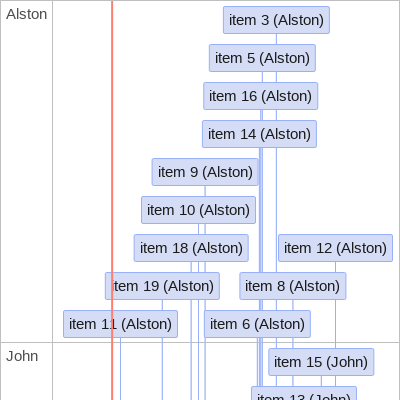 Alston
item 3 (Alston)
item 5 (Alston)
item 16 (Alston)
item 14 (Alston)
item 9 (Alston)
item 10 (Alston)
item 18 (Alston)
item 12 (Alston)
item 19 (Alston)
item 8 (Alston)
item 11 (Alston)
item 6 (Alston)
John
item 15 (John)
item 13 (John)